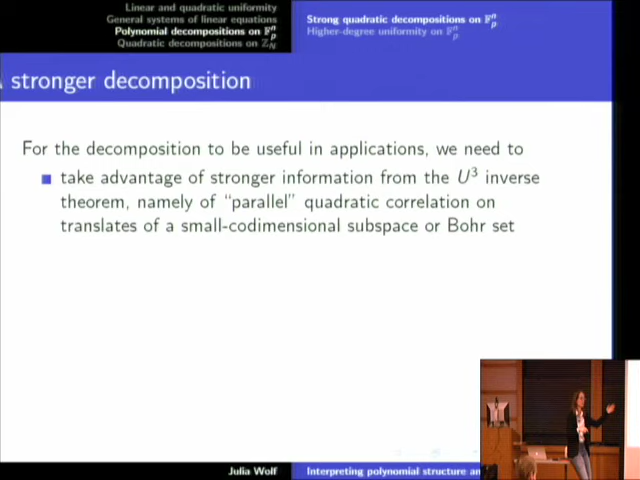 Linear and quadratic uniformity
General systems of linear equations
Polynomial decompositions on 𝔽ₚⁿ
Quadratic decompositions on ℤ_N
Strong quadratic decompositions on 𝔽ₚⁿ
Higher-degree uniformity on 𝔽ₚⁿ
stronger decomposition
For the decomposition to be useful in applications, we need to
take advantage of stronger information from the U³ inverse
theorem, namely of “parallel” quadratic correlation on
translates of a small-codimensional subspace or Bohr set
Julia Wolf
Interpreting polynomial structure an